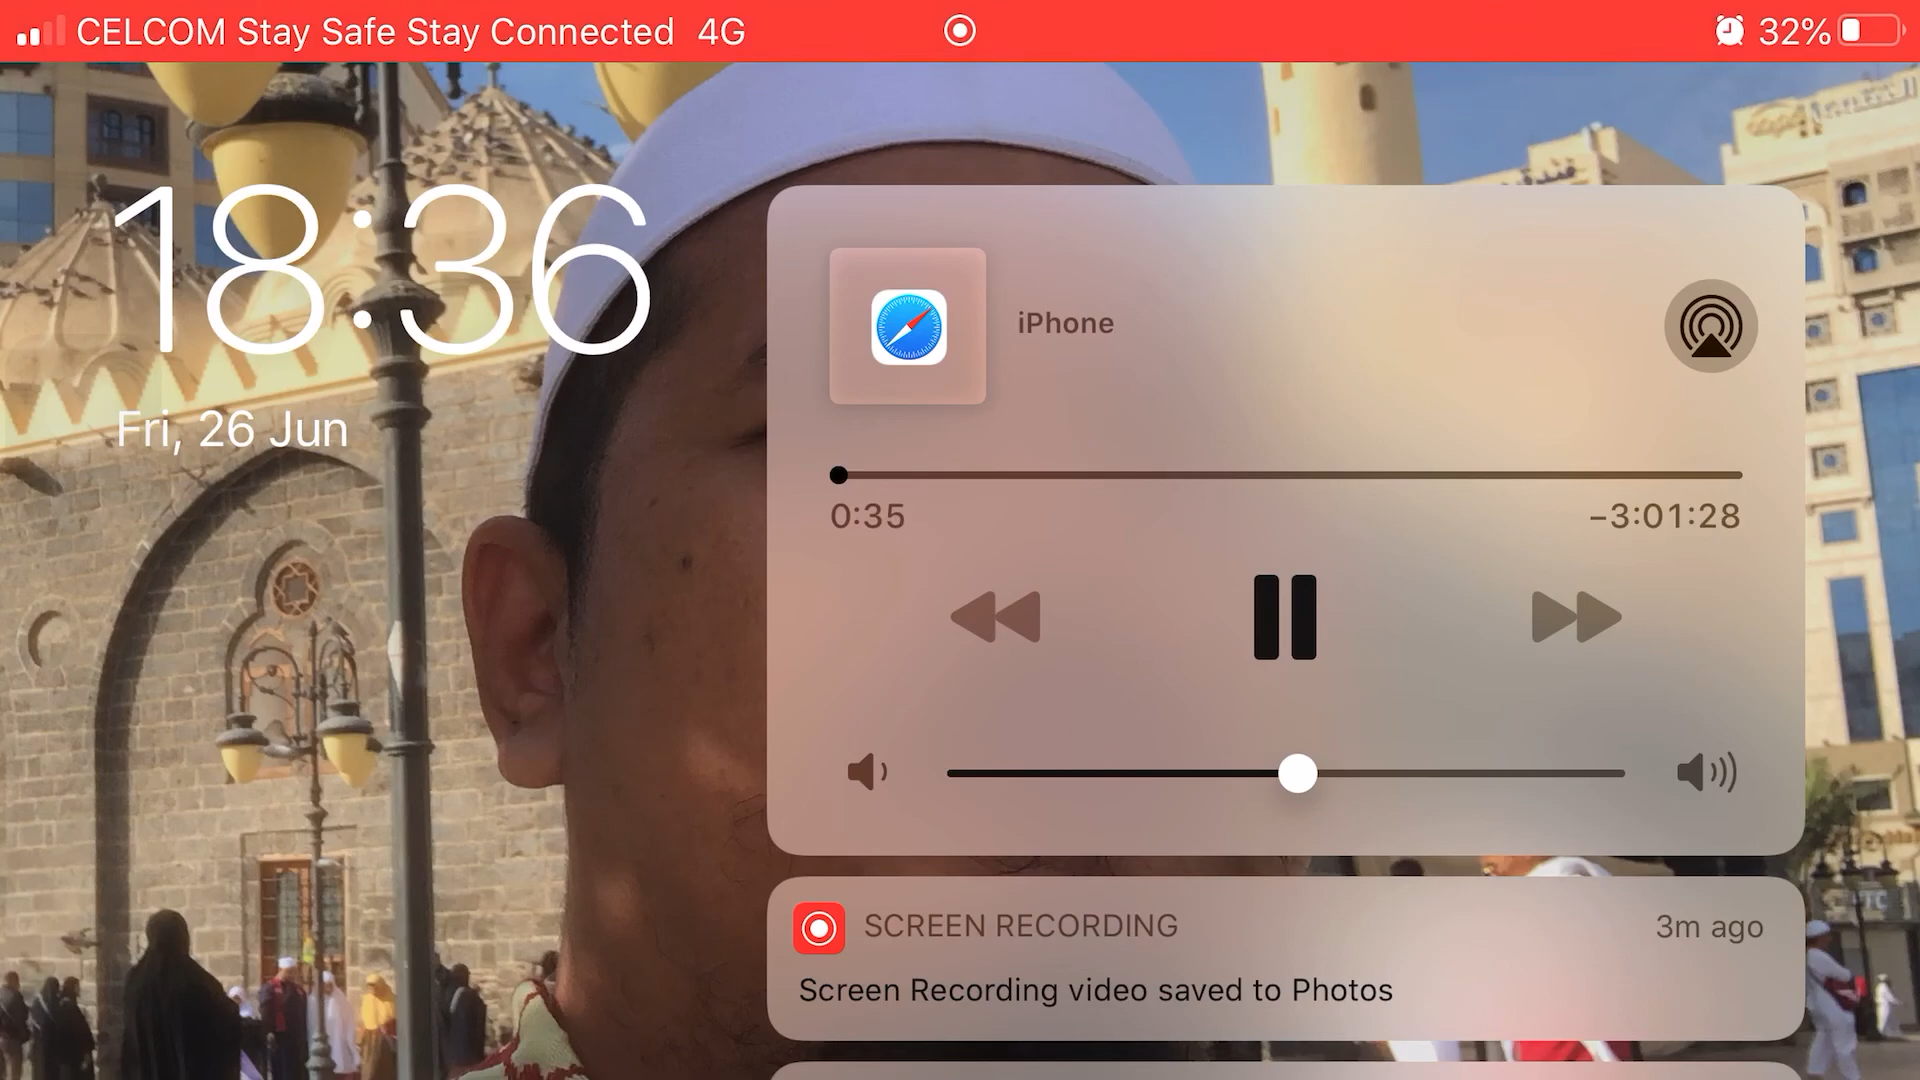 CELCOM Stay Safe Stay Connected 4G
32%
18:36
Fri, 26 Jun
iPhone
0:35
−3:01:28
SCREEN RECORDING
3m ago
Screen Recording video saved to Photos